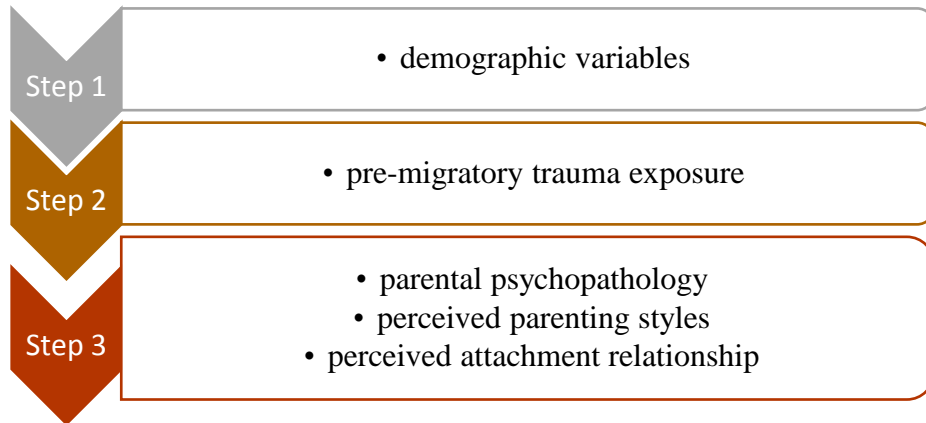 Step 1
• demographic variables
Step 2
• pre-migratory trauma exposure
Step 3
• parental psychopathology
• perceived parenting styles
• perceived attachment relationship